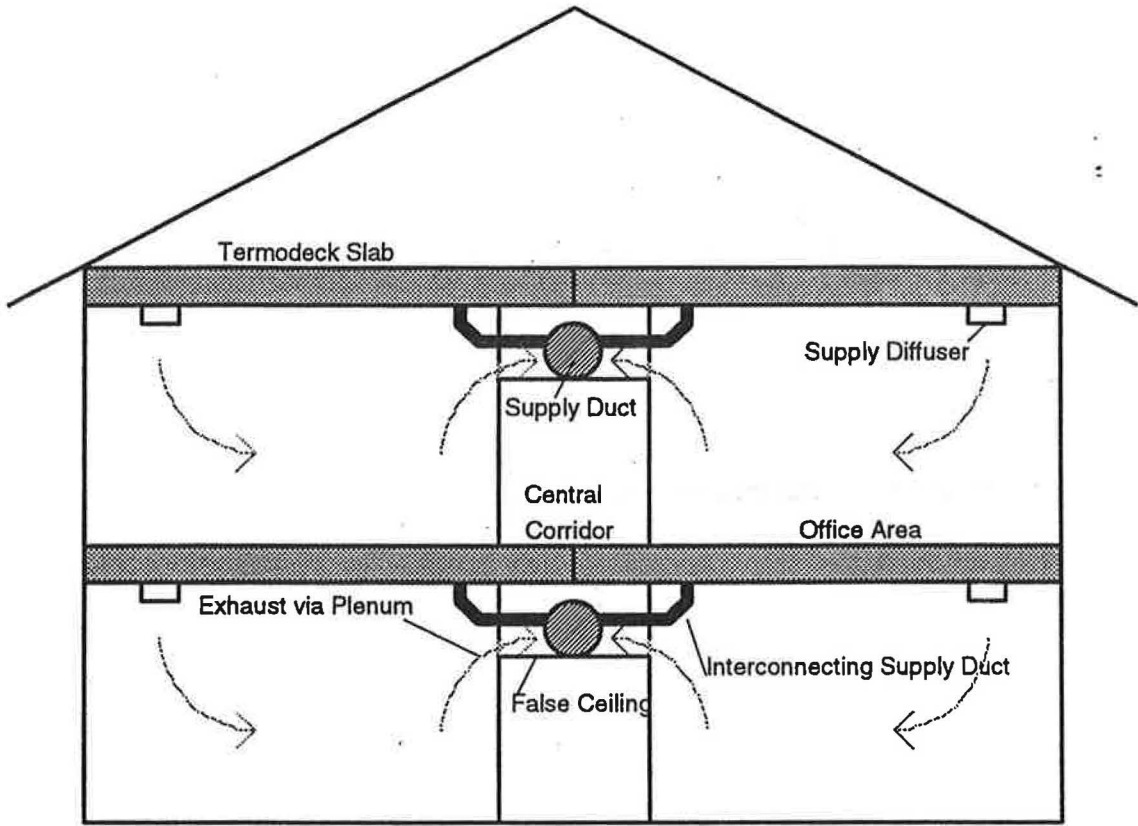 Termodeck Slab
Supply Diffuser
Supply Duct
Central
Corridor
Office Area
Exhaust via Plenum
Interconnecting Supply Duct
False Ceiling